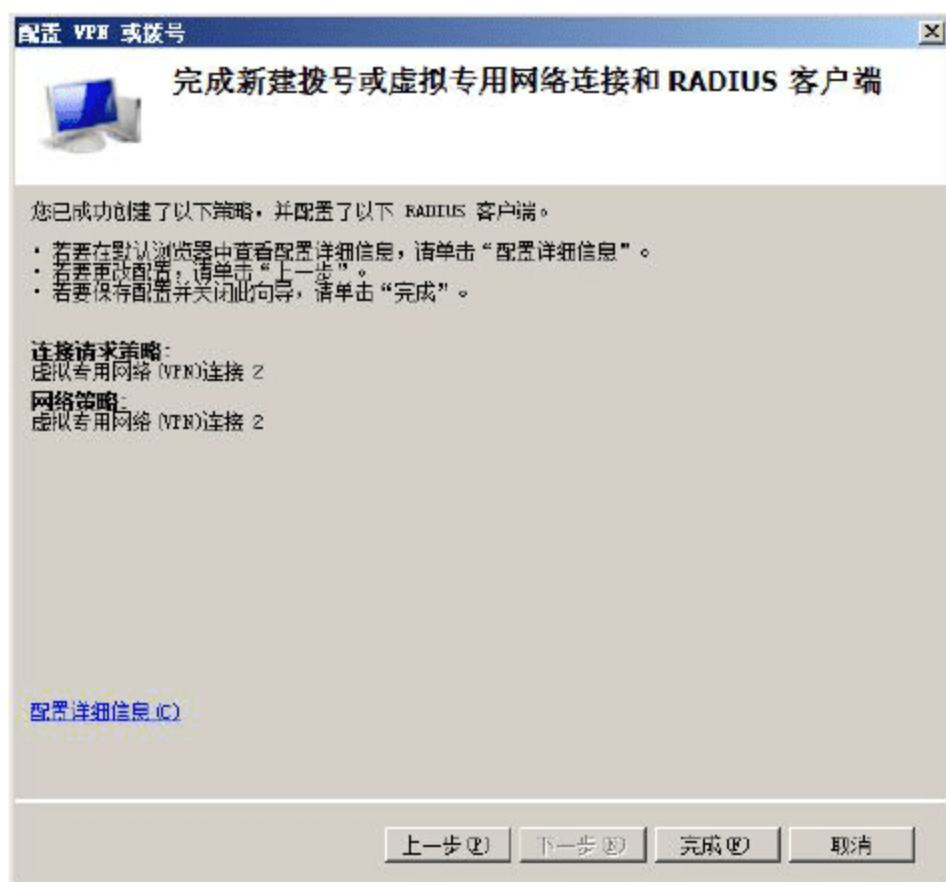 配置 VPN 或拨号
完成新建拨号或虚拟专用网络连接和 RADIUS 客户端
您已成功创建了以下策略，并配置了以下 RADIUS 客户端。
· 若要在默认浏览器中查看配置详细信息，请单击“配置详细信息”。
· 若要更改配置，请单击“上一步”。
· 若要保存配置并关闭此向导，请单击“完成”。
连接请求策略:
虚拟专用网络(VPN)连接 2
网络策略:
虚拟专用网络(VPN)连接 2
配置详细信息(C)
上一步(P) 下一步(N) 完成(F) 取消